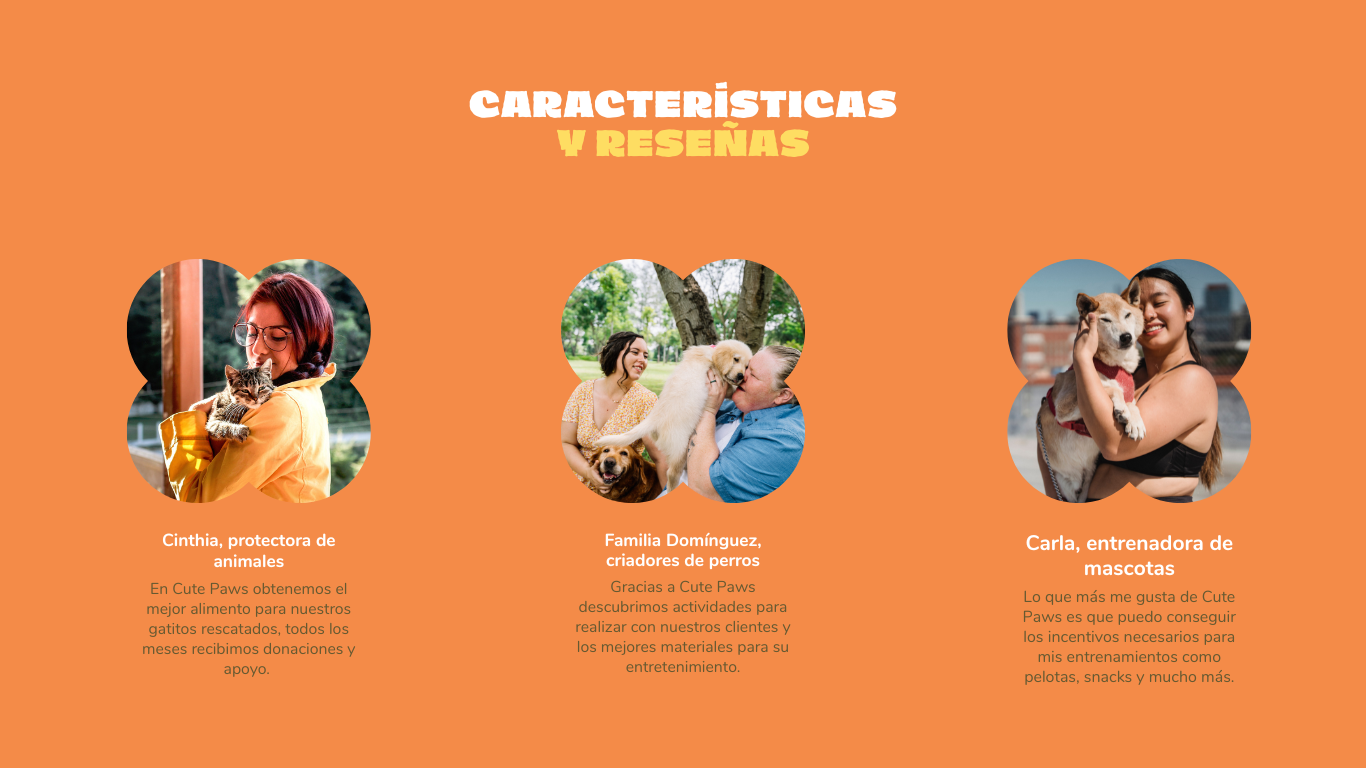 CARACTERÍSTICAS
Y RESEÑAS
Cinthia, protectora de
animales
En Cute Paws obtenemos el
mejor alimento para nuestros
gatitos rescatados, todos los
meses recibimos donaciones y
apoyo.
Familia Domínguez,
criadores de perros
Gracias a Cute Paws
descubrimos actividades para
realizar con nuestros clientes y
los mejores materiales para su
entretenimiento.
Carla, entrenadora de
mascotas
Lo que más me gusta de Cute
Paws es que puedo conseguir
los incentivos necesarios para
mis entrenamientos como
pelotas, snacks y mucho más.